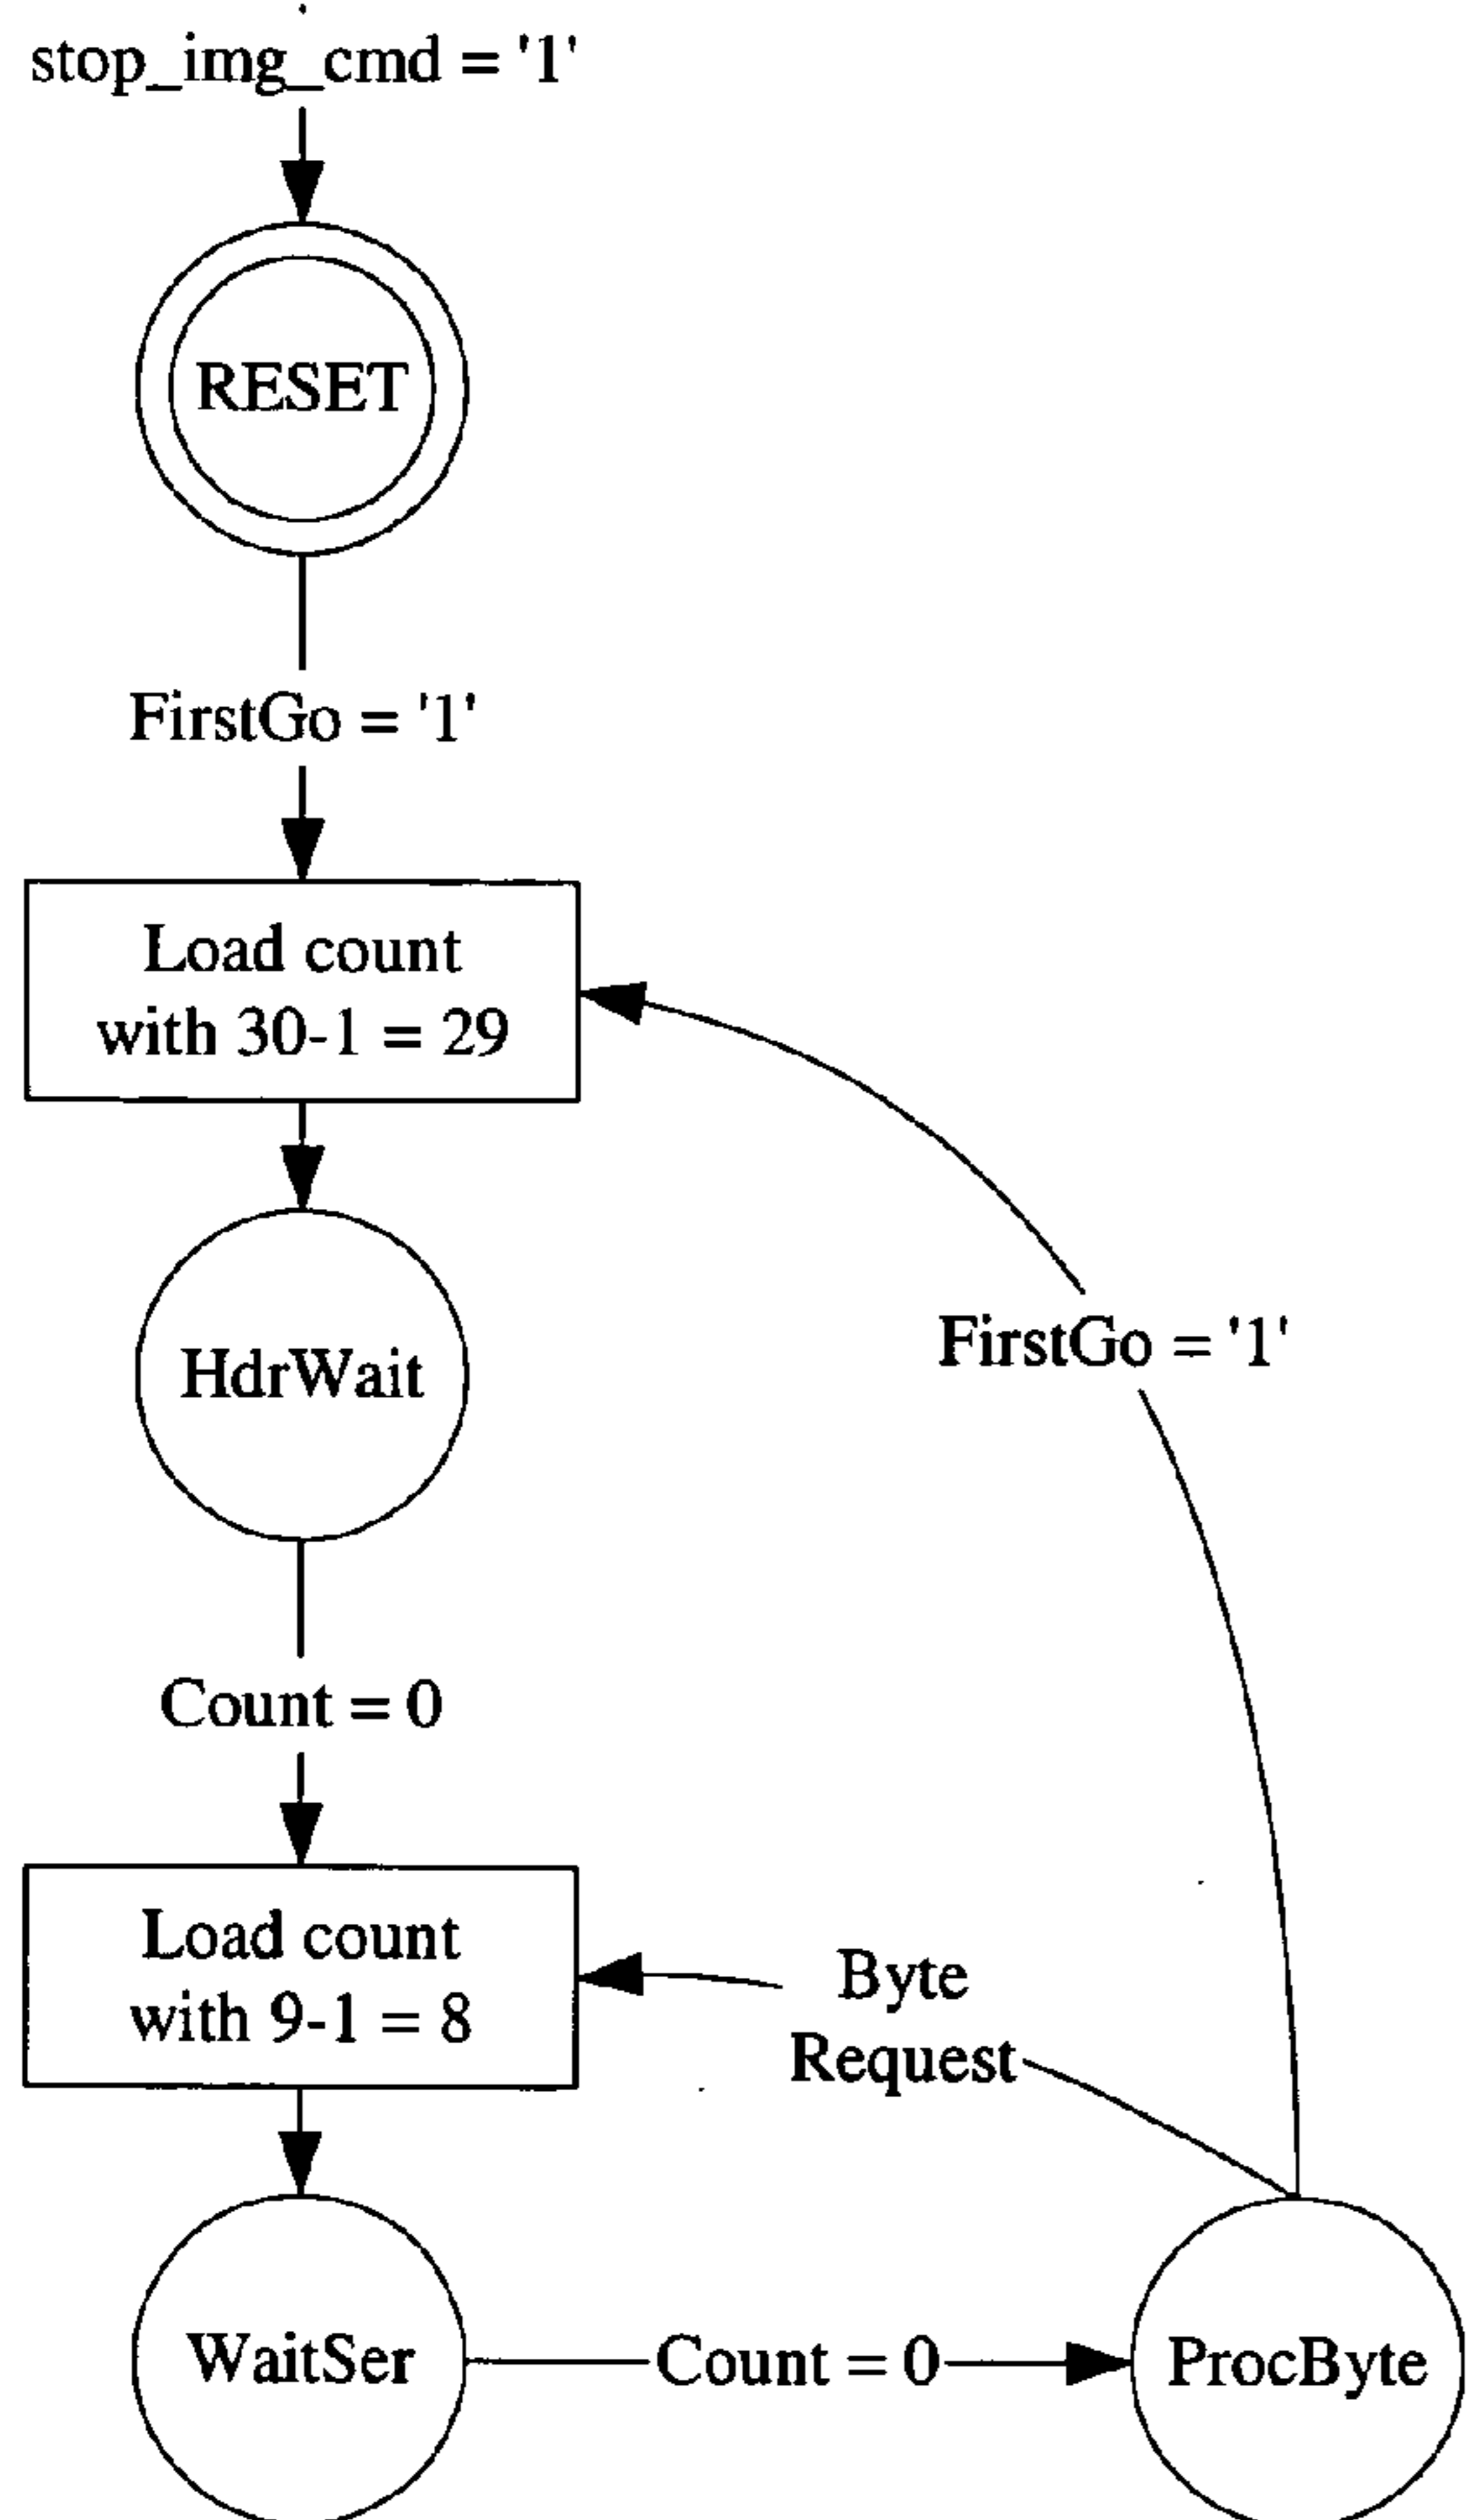 stop_img_cmd = '1'
RESET
FirstGo = '1'
Load count
with 30-1 = 29
HdrWait
FirstGo = '1'
Count = 0
Load count
with 9-1 = 8
Byte
Request
WaitSer
Count = 0
ProcByte